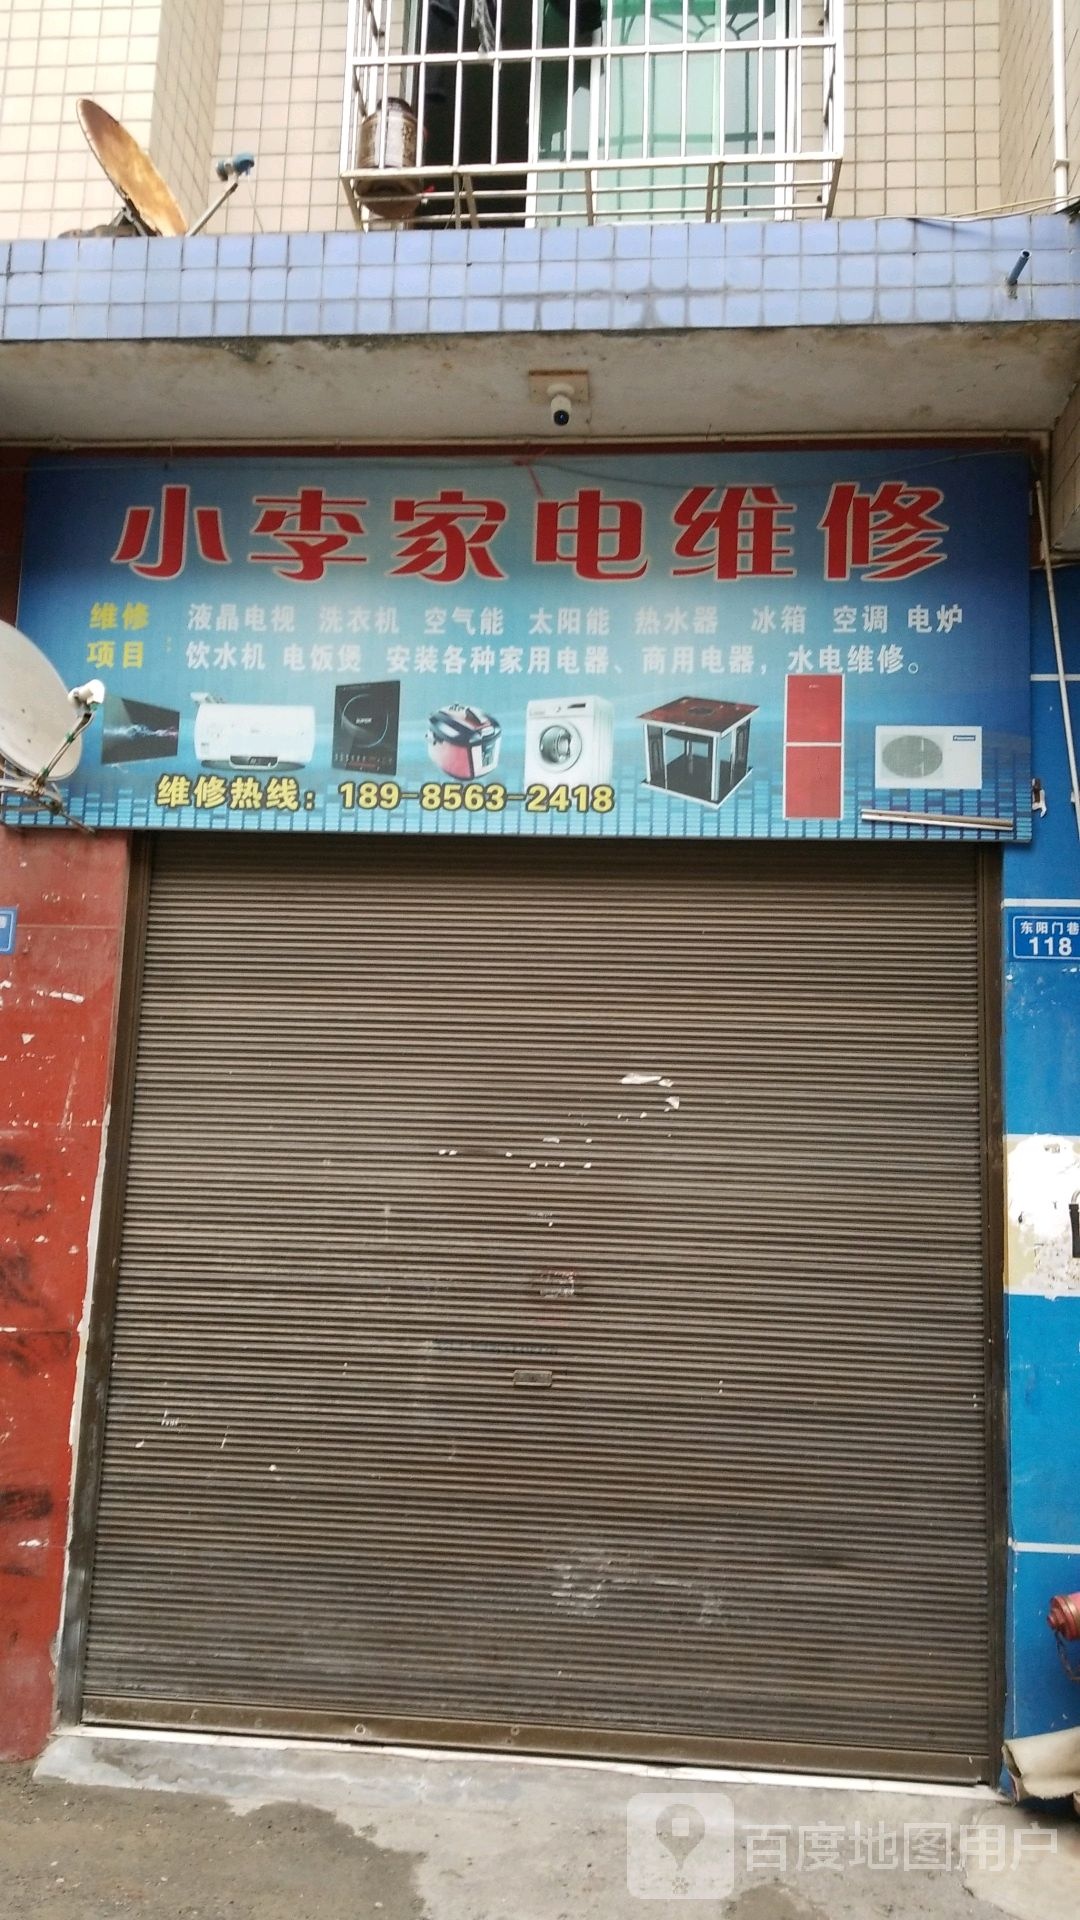 小李家电维修
维修 液晶电视 洗衣机 空气能 太阳能 热水器 冰箱 空调 电炉
项目: 饮水机 电饭煲 安装各种家用电器、商用电器，水电维修。
维修热线：189-8563-2418
东阳门巷
118
百度地图用户